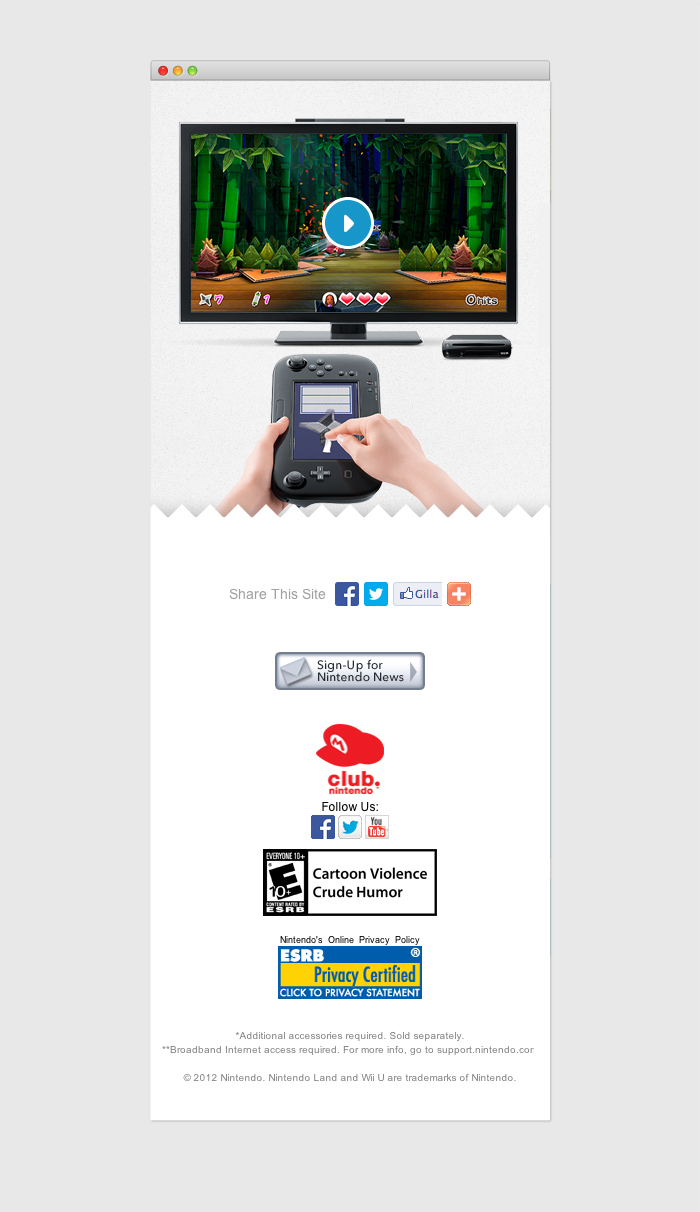 7
1
0 hits
Share This Site
Gilla
Sign-Up for
Nintendo News
club.
nintendo
Follow Us:
You
Tube
EVERYONE 10+
E
10+
CONTENT RATED BY
ESRB
Cartoon Violence
Crude Humor
Nintendo's Online Privacy Policy
ESRB ®
Privacy Certified
CLICK TO PRIVACY STATEMENT
*Additional accessories required. Sold separately.
**Broadband Internet access required. For more info, go to support.nintendo.cor
© 2012 Nintendo. Nintendo Land and Wii U are trademarks of Nintendo.